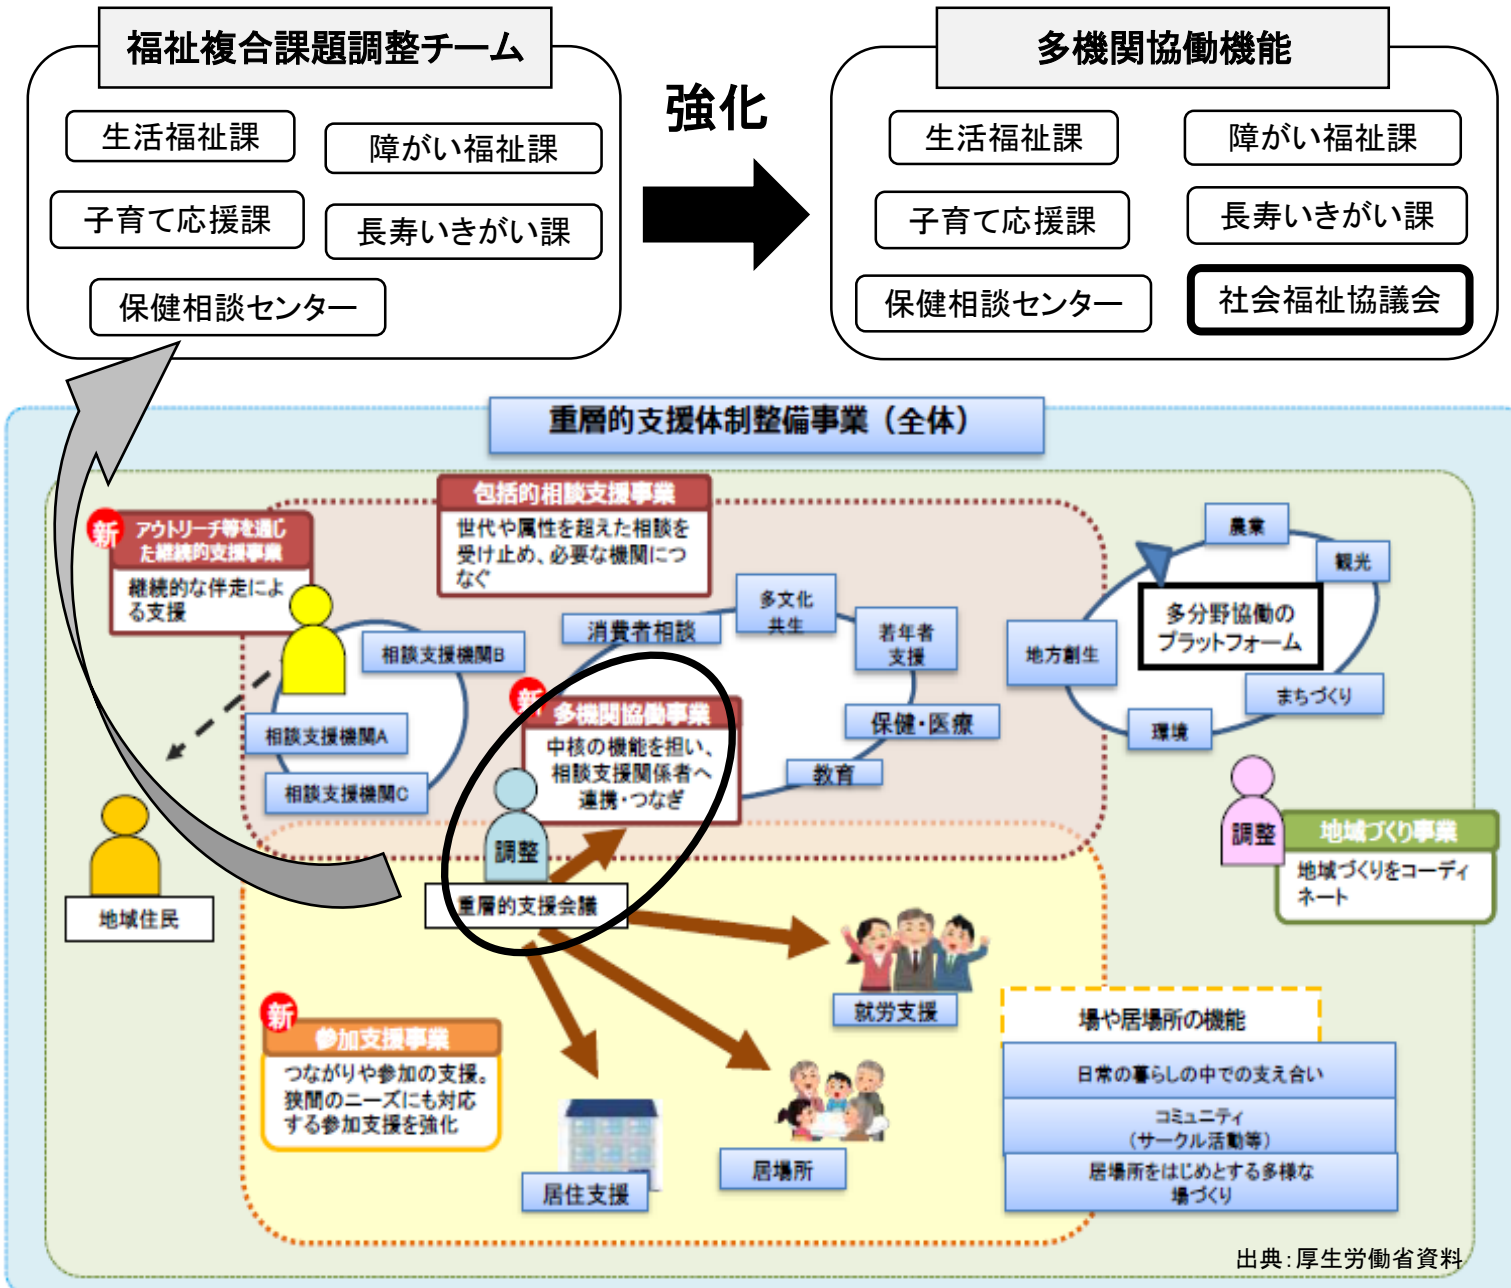 福祉複合課題調整チーム
生活福祉課
障がい福祉課
子育て応援課
長寿いきがい課
保健相談センター
強化
多機関協働機能
生活福祉課
障がい福祉課
子育て応援課
長寿いきがい課
保健相談センター
社会福祉協議会
重層的支援体制整備事業（全体）
新
アウトリーチ等を通じ
た継続的支援事業
継続的な伴走によ
る支援
包括的相談支援事業
世代や属性を超えた相談を
受け止め、必要な機関につ
なぐ
相談支援機関B
相談支援機関A
相談支援機関C
消費者相談
多文化
共生
若年者
支援
保健・医療
教育
新
多機関協働事業
中核の機能を担い、
相談支援関係者へ
連携・つなぎ
調整
重層的支援会議
農業
観光
多分野協働の
プラットフォーム
地方創生
まちづくり
環境
調整
地域づくり事業
地域づくりをコーディ
ネート
地域住民
新
参加支援事業
つながりや参加の支援。
狭間のニーズにも対応
する参加支援を強化
就労支援
居場所
居住支援
場や居場所の機能
日常の暮らしの中での支え合い
コミュニティ
（サークル活動等）
居場所をはじめとする多様な
場づくり
出典：厚生労働省資料